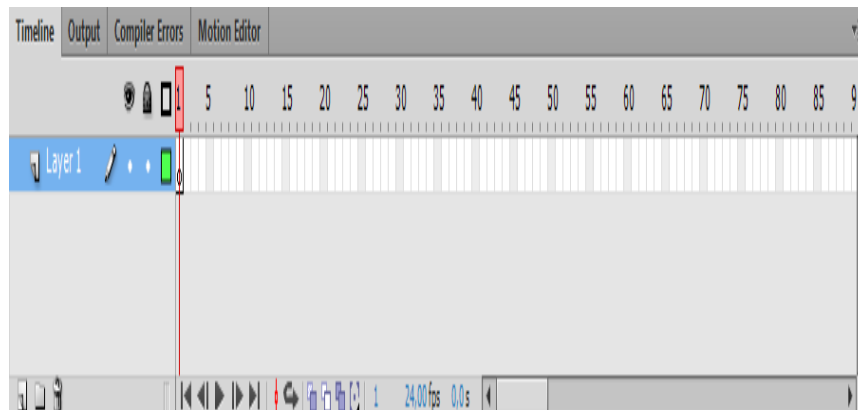 Timeline Output Compiler Errors Motion Editor
1 5 10 15 20 25 30 35 40 45 50 55 60 65 70 75 80 85 9
Layer 1
1 24,00 fps 0,0 s